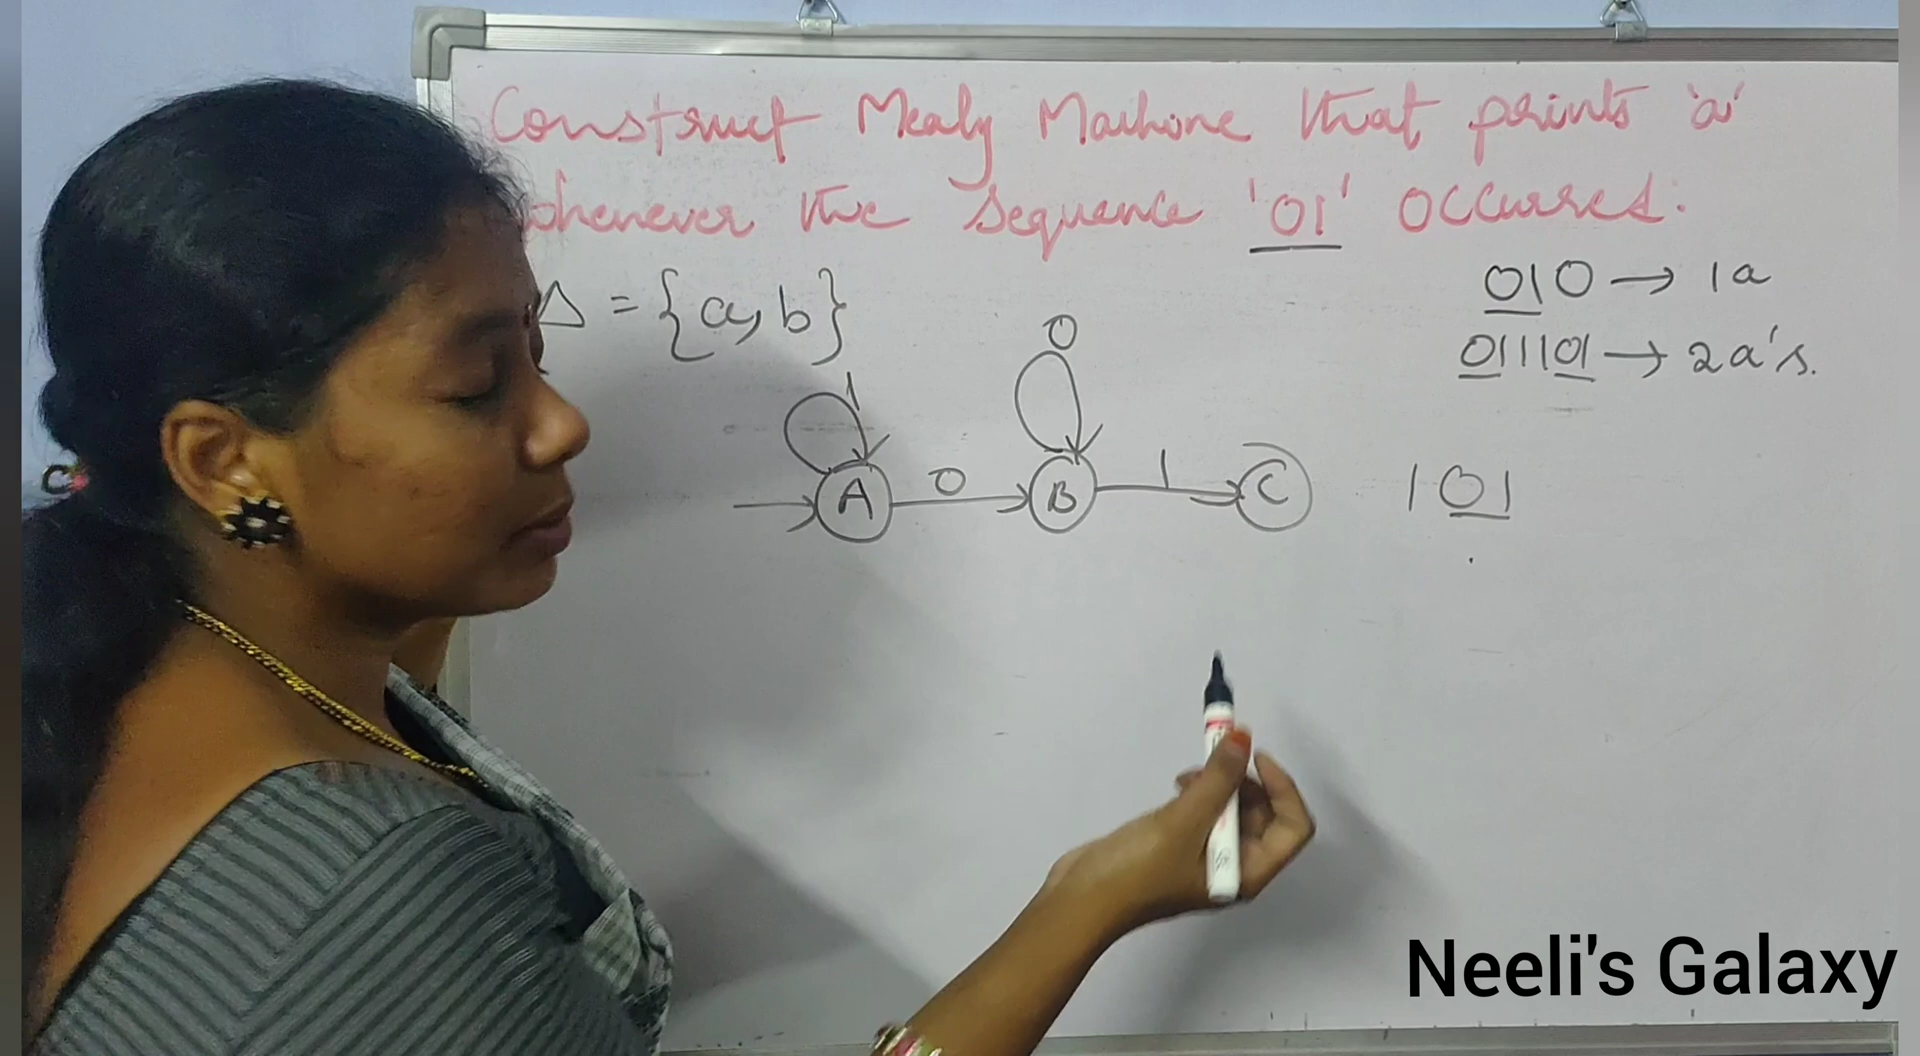 Construct Mealy Machine that prints 'a'
whenever the sequence '01' occurred.
Δ = {a, b}
010 → 1a
011101 → 2a's.
1 0
A 0 B 1 C
101
Neeli's Galaxy